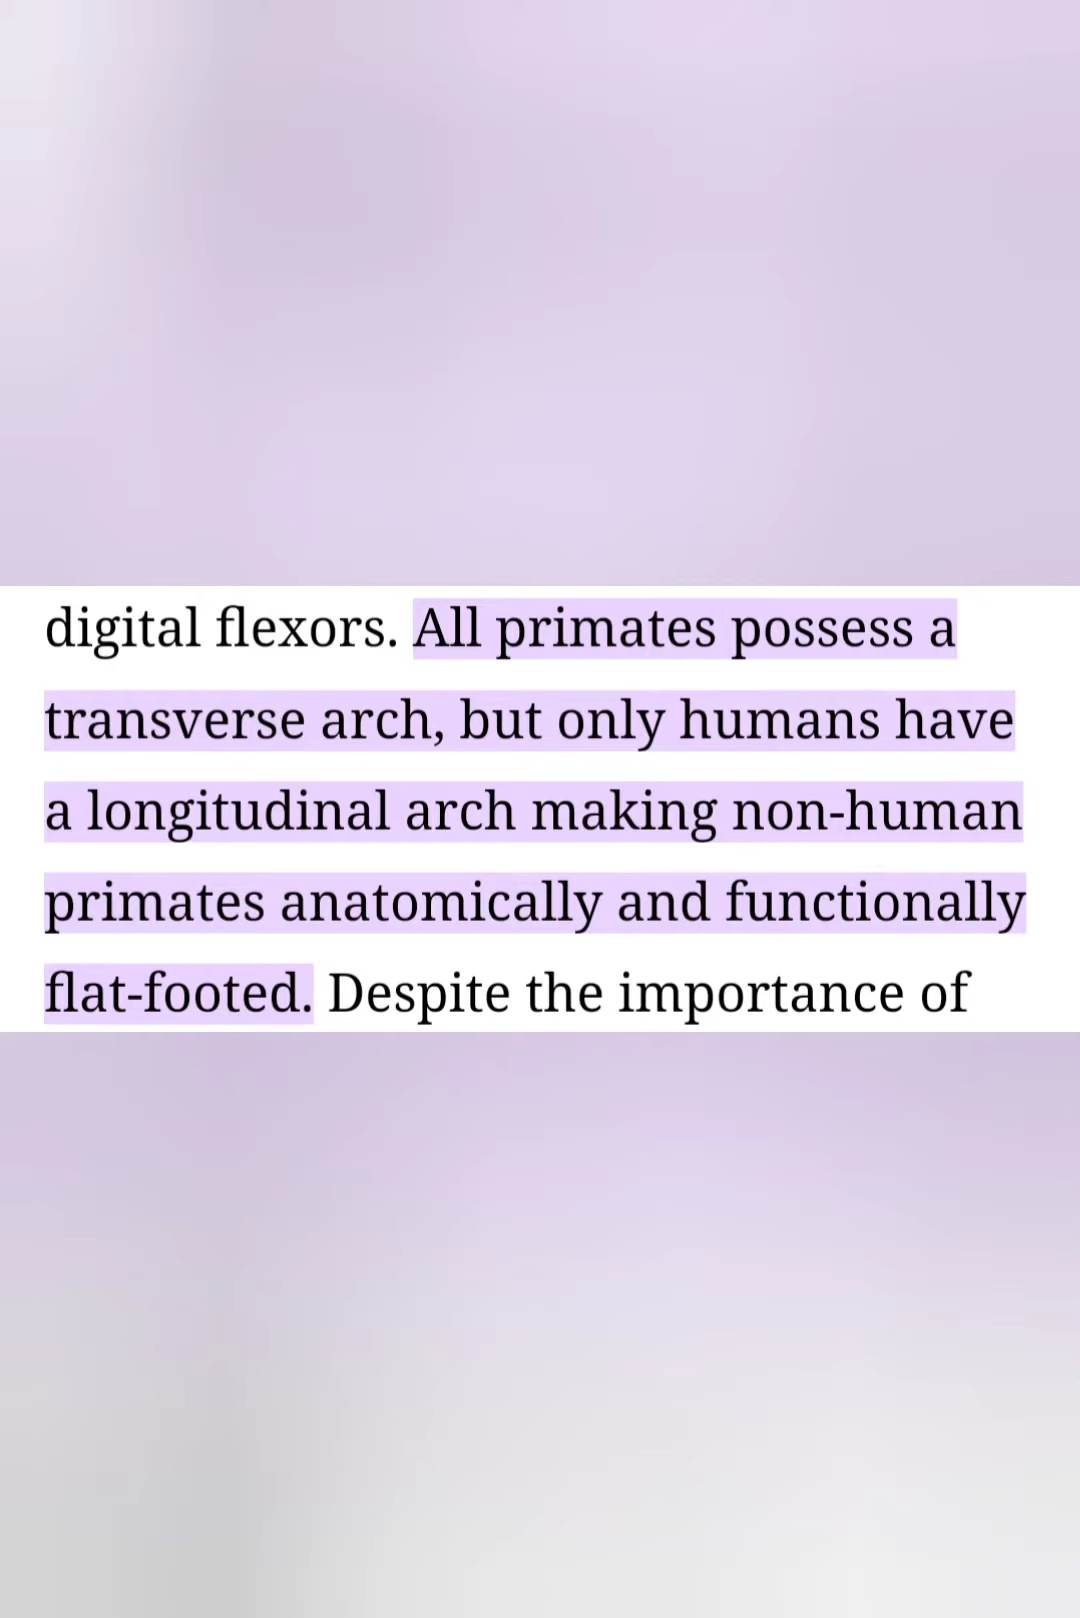 digital flexors. All primates possess a
transverse arch, but only humans have
a longitudinal arch making non-human
primates anatomically and functionally
flat-footed. Despite the importance of